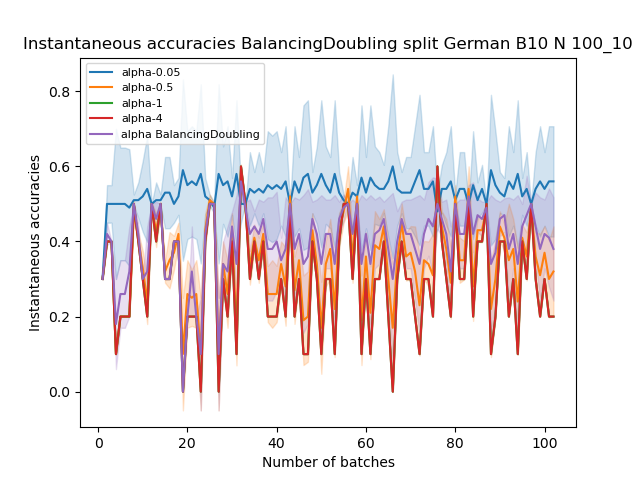 Instantaneous accuracies BalancingDoubling split German B10 N 100_10
alpha-0.05
alpha-0.5
alpha-1
alpha-4
alpha BalancingDoubling
Instantaneous accuracies
0.8
0.6
0.4
0.2
0.0
0 20 40 60 80 100
Number of batches